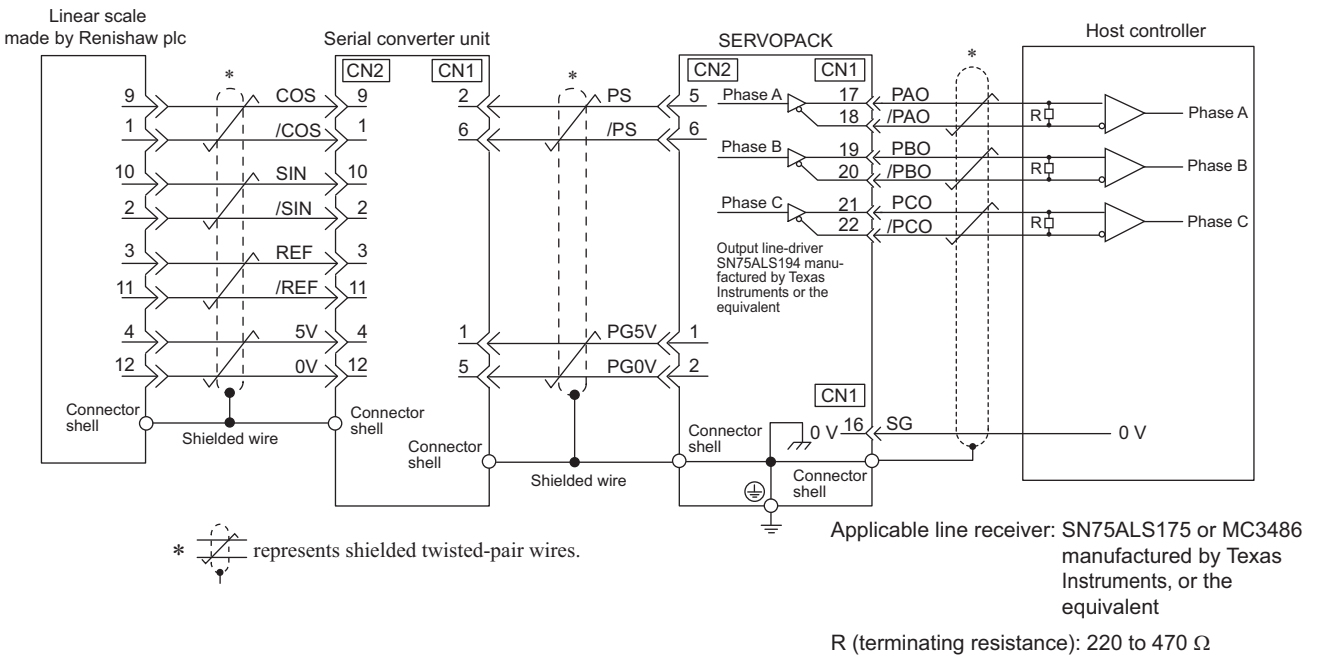 Linear scale
made by Renishaw plc
Serial converter unit
SERVOPACK
Host controller
*
*
*
CN2
CN1
CN2
CN1
9 COS 9
1 /COS 1
10 SIN 10
2 /SIN 2
3 REF 3
11 /REF 11
4 5V 4
12 0V 12
2 PS 5
6 /PS 6
1 PG5V 1
5 PG0V 2
Phase A 17 PAO R Phase A
18 /PAO
Phase B 19 PBO R Phase B
20 /PBO
Phase C 21 PCO R Phase C
22 /PCO
Output line-driver
SN75ALS194 manu-
factured by Texas
Instruments or the
equivalent
CN1
0 V 16 SG 0 V
Connector
shell
Shielded wire
Connector
shell
Connector
shell
Shielded wire
Connector
shell
Connector
shell
* represents shielded twisted-pair wires.
Applicable line receiver: SN75ALS175 or MC3486
manufactured by Texas
Instruments, or the
equivalent
R (terminating resistance): 220 to 470 Ω